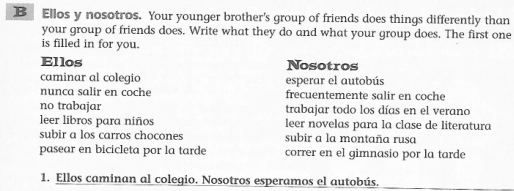 B Ellos y nosotros. Your younger brother's group of friends does things differently than
your group of friends does. Write what they do and what your group does. The first one
is filled in for you.
Ellos
caminar al colegio
nunca salir en coche
no trabajar
leer libros para niños
subir a los carros chocones
pasear en bicicleta por la tarde
Nosotros
esperar el autobús
frecuentemente salir en coche
trabajar todo los días en el verano
leer novelas para la clase de literatura
subir a la montaña rusa
correr en el gimnasio por la tarde
1. Ellos caminan al colegio. Nosotros esperamos el autobús.